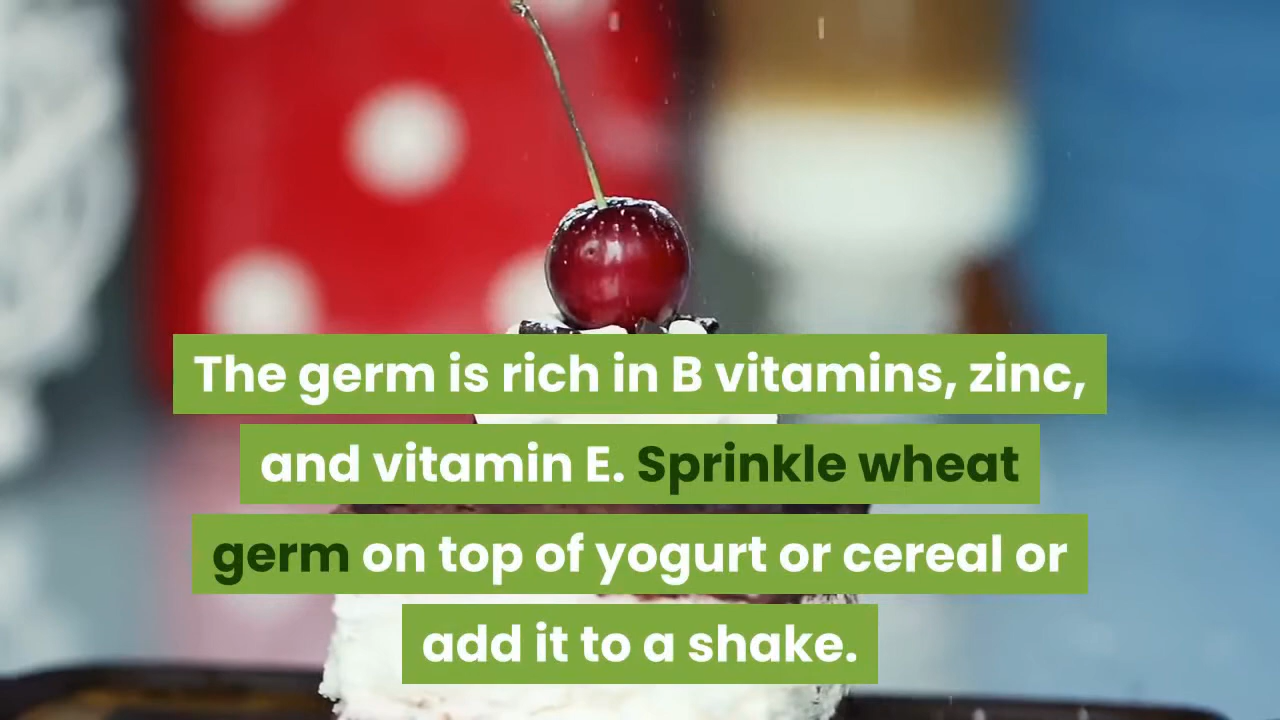 The germ is rich in B vitamins, zinc,
and vitamin E. Sprinkle wheat
germ on top of yogurt or cereal or
add it to a shake.